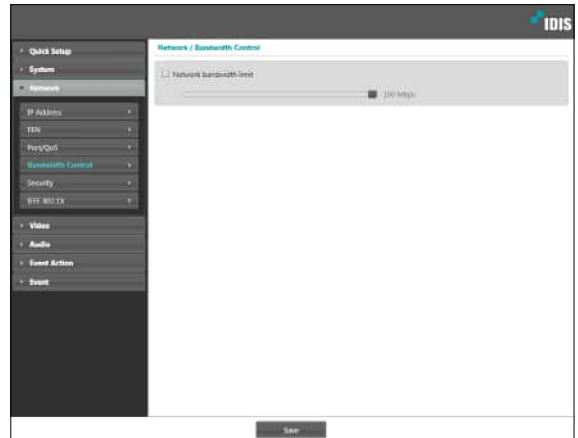 IDIS
Quick Setup
System
Network
IP Address
FEN
Port/QoS
Bandwidth Control
Security
IEEE 802.1X
Video
Audio
Event Action
Event
Network / Bandwidth Control
Network bandwidth limit
100 Mbps
Save